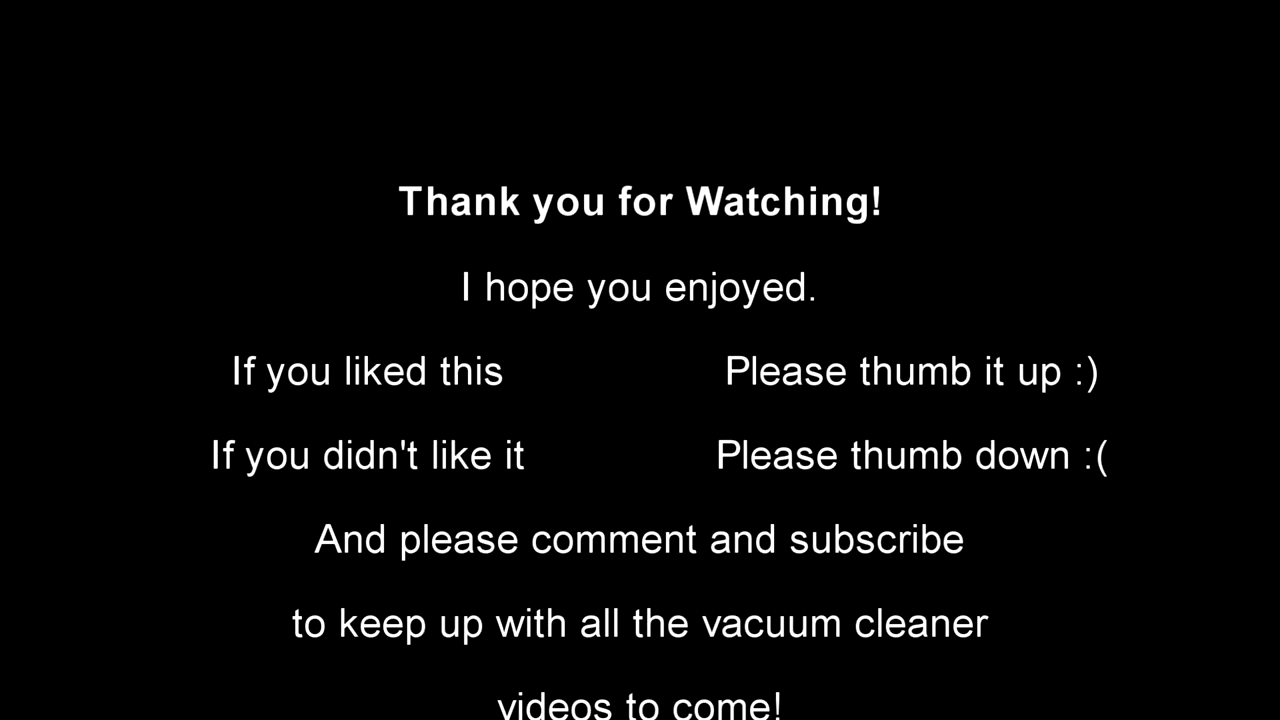 Thank you for Watching!
I hope you enjoyed.
If you liked this Please thumb it up :)
If you didn't like it Please thumb down :(
And please comment and subscribe
to keep up with all the vacuum cleaner
videos to come!